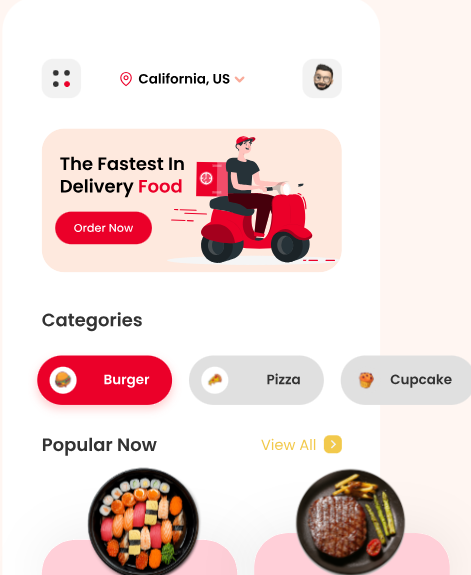 California, US
The Fastest In
Delivery Food
Order Now
Categories
Burger
Pizza
Cupcake
Popular Now
View All